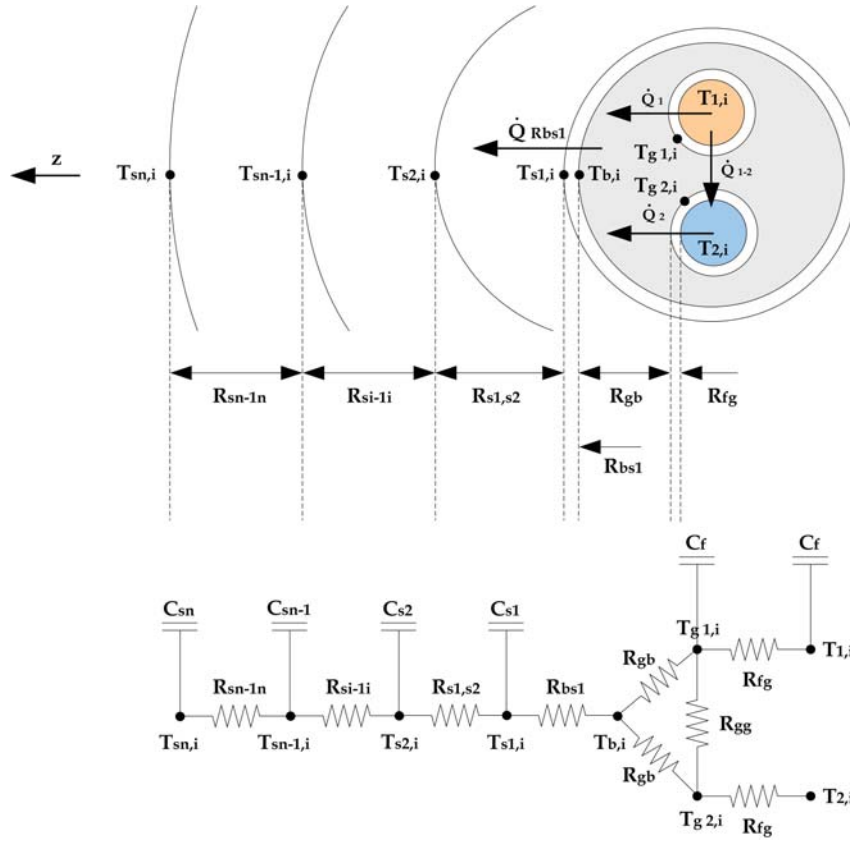 T1,i
Q̇ 1
Q̇ Rbs1
Tg 1,i
z
Tsn,i
Tsn-1,i
Ts2,i
Ts1,i
Tb,i
Tg 2,i
Q̇ 1-2
Q̇ 2
T2,i
Rsn-1n
Rsi-1i
Rs1,s2
Rgb
Rfg
Rbs1
Cf
Cf
Csn
Csn-1
Cs2
Cs1
Tg 1,i
T1,i
Rgb
Rfg
Rsn-1n
Rsi-1i
Rs1,s2
Rbs1
Rgg
Tsn,i
Tsn-1,i
Ts2,i
Ts1,i
Tb,i
Rgb
T2,i
Tg 2,i
Rfg